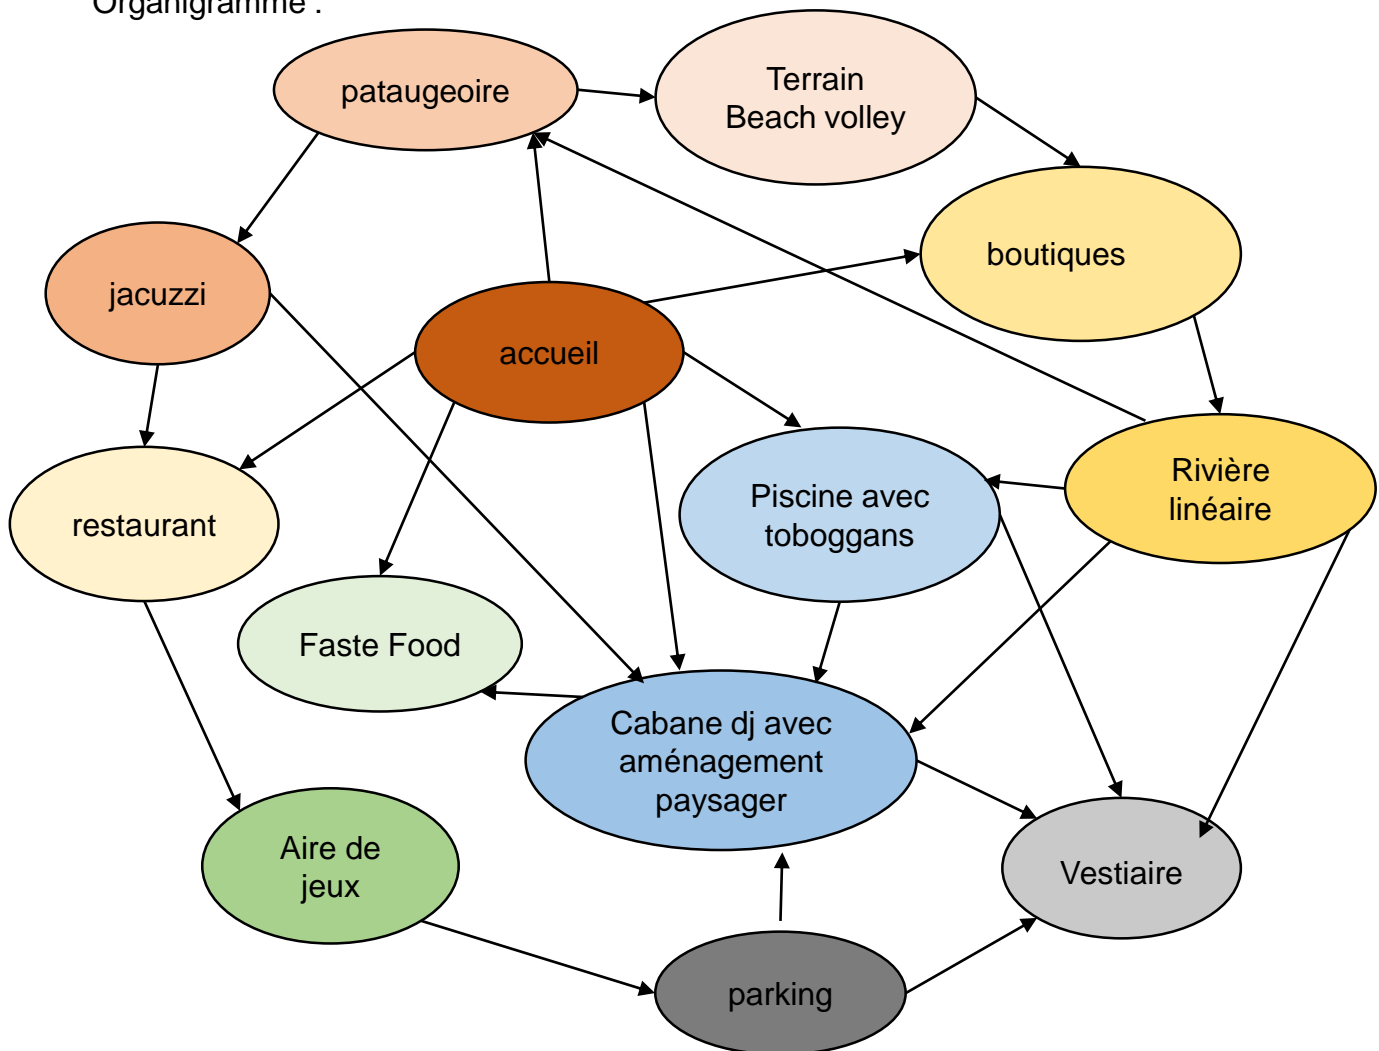 Organigramme :
pataugeoire
Terrain
Beach volley
boutiques
jacuzzi
accueil
Rivière
linéaire
Piscine avec
toboggans
restaurant
Faste Food
Cabane dj avec
aménagement
paysager
Aire de
jeux
Vestiaire
parking